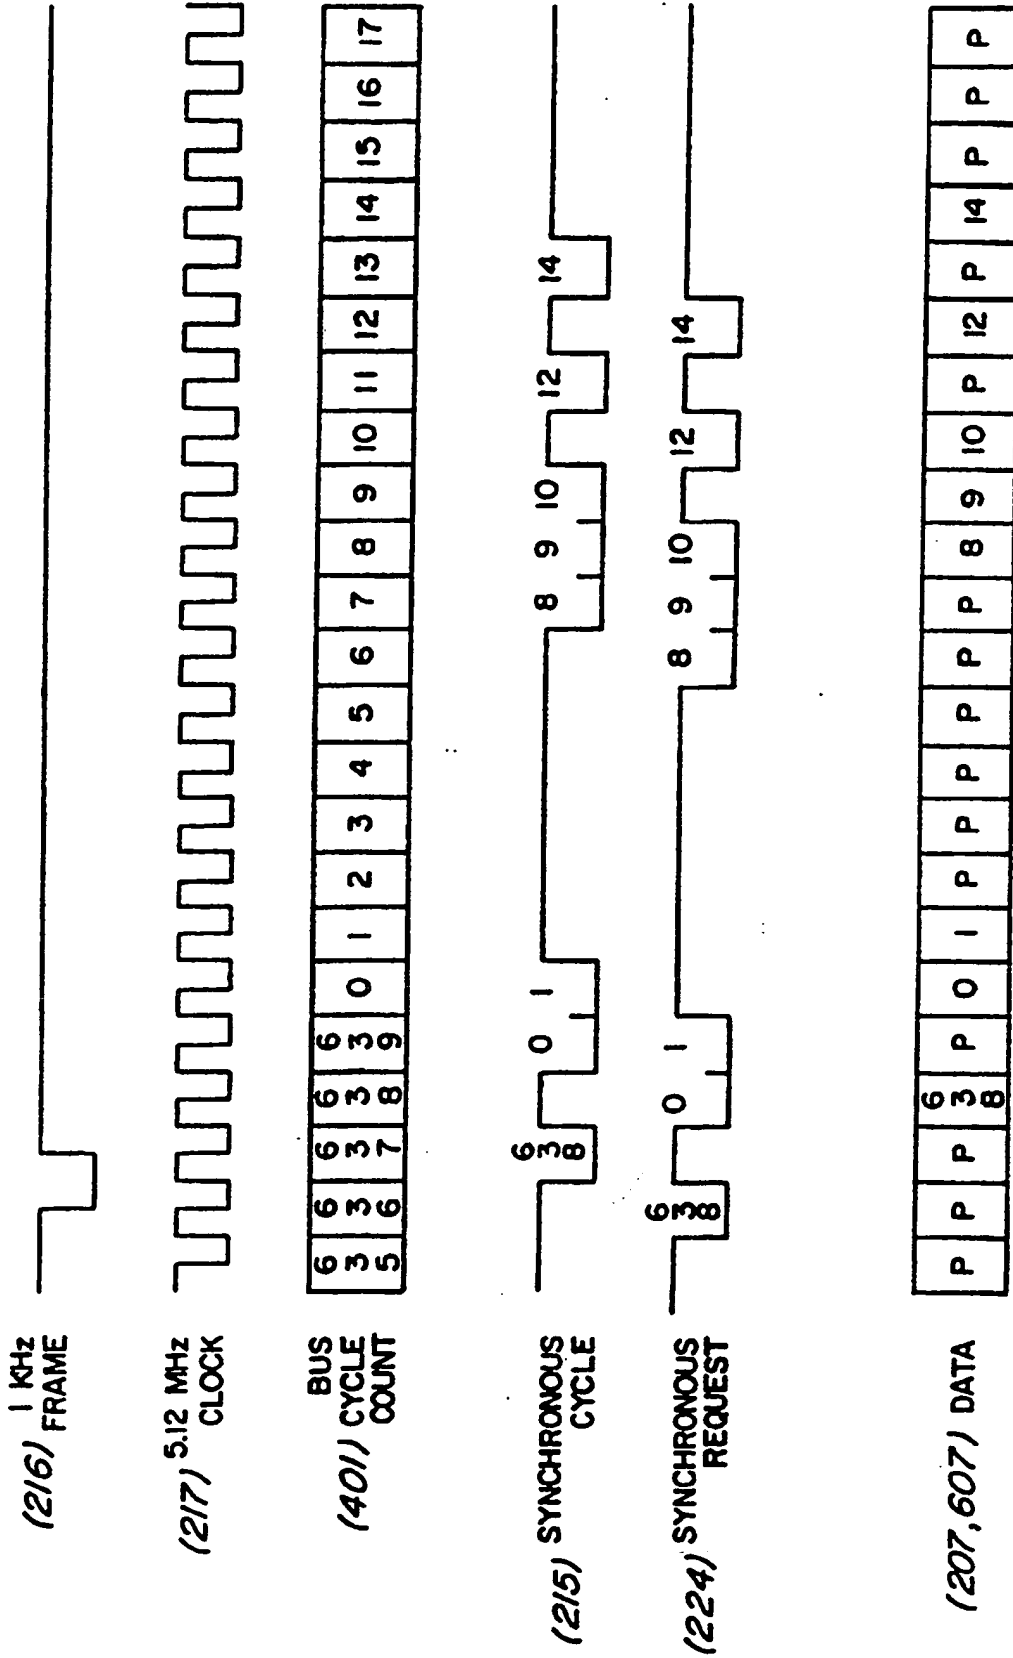 1 KHz
(216) FRAME
(217) 5.12 MHz
CLOCK
BUS
(401) CYCLE
COUNT
635 636 637 638 639 0 1 2 3 4 5 6 7 8 9 10 11 12 13 14 15 16 17
(215) SYNCHRONOUS
CYCLE
638 0 1 8 9 10 12 14
(224) SYNCHRONOUS
REQUEST
638 0 1 8 9 10 12 14
(207,607) DATA
P P P 638 P 0 1 P P P P P P 8 9 10 P 12 P 14 P P P